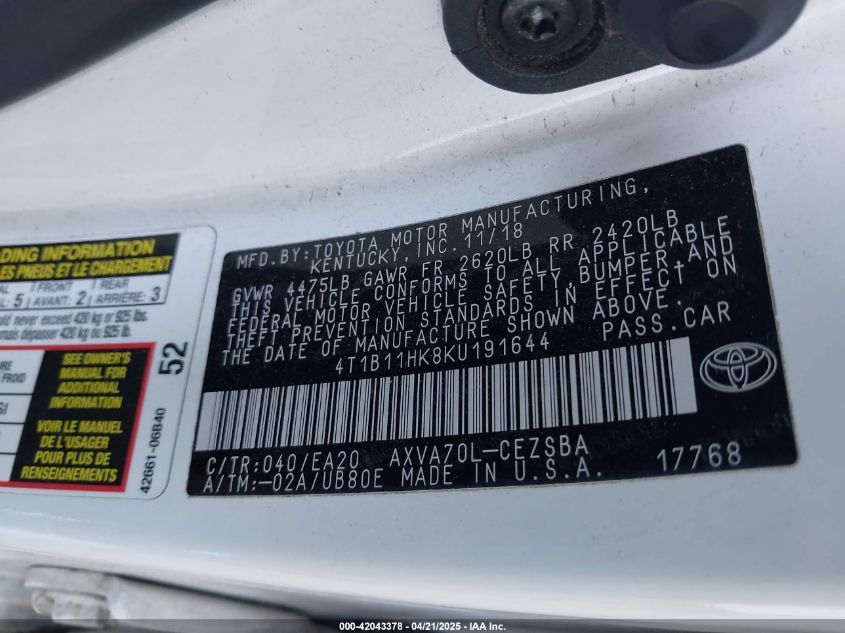 MFD.BY: TOYOTA MOTOR MANUFACTURING,
KENTUCKY, INC. 11/18
GVWR 4475LB GAWR FR 2620LB RR 2420LB
THIS VEHICLE CONFORMS TO ALL APPLICABLE
FEDERAL MOTOR VEHICLE SAFETY, BUMPER, AND
THEFT PREVENTION STANDARDS IN EFFECT ON
THE DATE OF MANUFACTURE SHOWN ABOVE.
4T1B11HK8KU191644 PASS.CAR
C/TR: 040/EA20 AXVA70L-CEZSBA
A/TM:-02A/UB80E MADE IN U.S.A. 17768
DING INFORMATION
LES PNEUS ET LE CHARGEMENT
FRONT REAR
: 5 AVANT: 2 ARRIÈRE: 3
never exceed 420 kg or 925 lbs.
jamais dépasser 420 kg ou 925 lb.
FROID
SEE OWNER'S
MANUAL FOR
ADDITIONAL
INFORMATION
VOIR LE MANUEL
DE L'USAGER
POUR PLUS DE
RENSEIGNEMENTS
52
42661-06B40
000-42043378 - 04/21/2025 - IAA Inc.